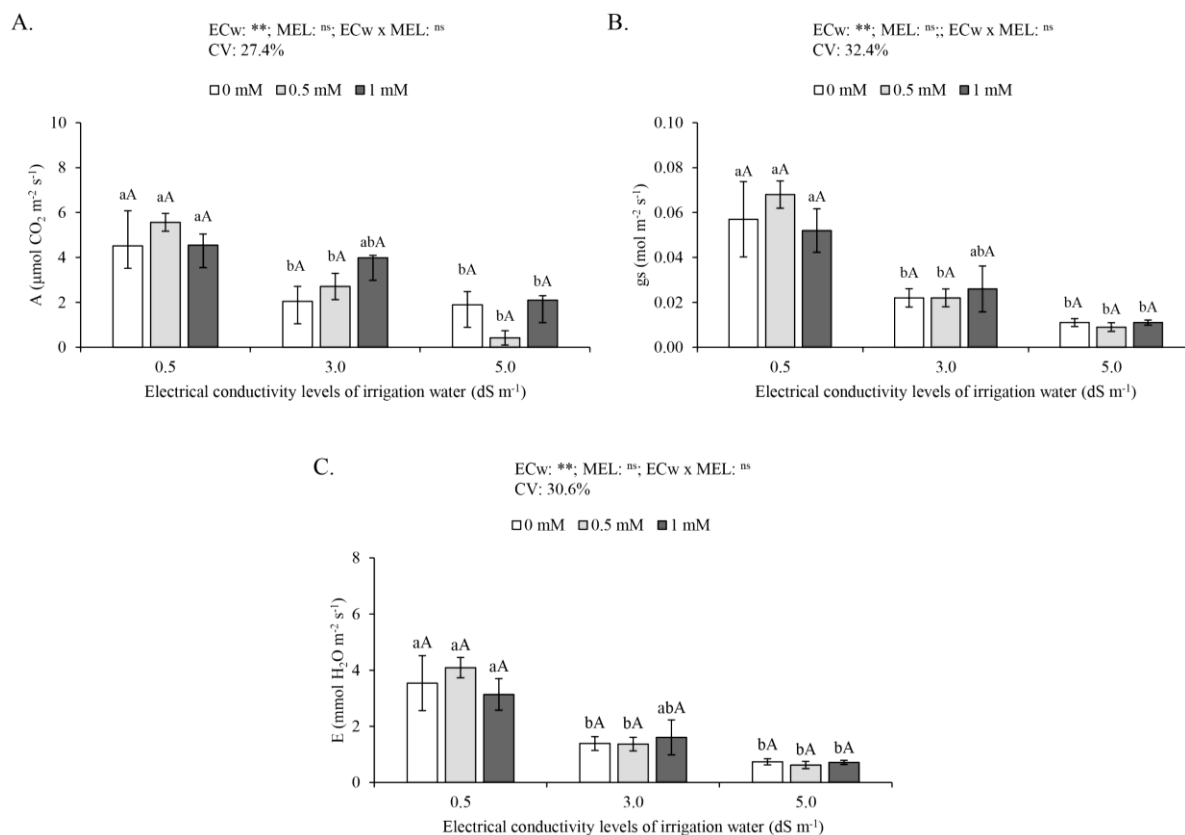 A.
ECw: **; MEL: ns; ECw x MEL: ns
CV: 27.4%
0 mM 0.5 mM 1 mM
A (µmol CO2 m-2 s-1)
10
8
6
4
2
0
aA aA aA
bA bA abA
bA bA bA
0.5 3.0 5.0
Electrical conductivity levels of irrigation water (dS m-1)
B.
ECw: **; MEL: ns;; ECw x MEL: ns
CV: 32.4%
0 mM 0.5 mM 1 mM
gs (mol m-2 s-1)
0.10
0.08
0.06
0.04
0.02
0.00
aA aA aA
bA bA abA
bA bA bA
0.5 3.0 5.0
Electrical conductivity levels of irrigation water (dS m-1)
C.
ECw: **; MEL: ns; ECw x MEL: ns
CV: 30.6%
0 mM 0.5 mM 1 mM
E (mmol H2O m-2 s-1)
8
6
4
2
0
aA aA aA
bA bA abA
bA bA bA
0.5 3.0 5.0
Electrical conductivity levels of irrigation water (dS m-1)